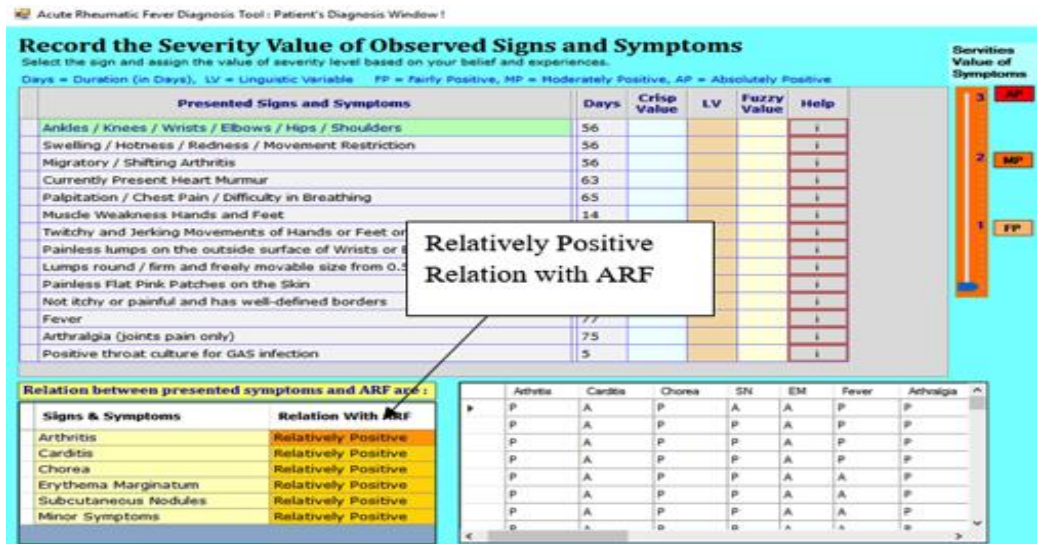 Acute Rheumatic Fever Diagnosis Tool : Patient's Diagnosis Window !
Record the Severity Value of Observed Signs and Symptoms
Select the sign and assign the value of severity level based on your belief and experiences.
Days = Duration (in Days), LV = Linguistic Variable FP = Fairly Positive, MP = Moderately Positive, AP = Absolutely Positive
Servities
Value of
Symptoms
Presented Signs and Symptoms Days Crisp Value LV Fuzzy Value Help
Ankles / Knees / Wrists / Elbows / Hips / Shoulders 56 i
Swelling / Hotness / Redness / Movement Restriction 56 i
Migratory / Shifting Arthritis 56 i
Currently Present Heart Murmur 63 i
Palpitation / Chest Pain / Difficulty in Breathing 65 i
Muscle Weakness Hands and Feet 14 i
Twitchy and Jerking Movements of Hands or Feet or i
Painless lumps on the outside surface of Wrists or i
Lumps round / firm and freely movable size from 0.5 i
Painless Flat Pink Patches on the Skin i
Not itchy or painful and has well-defined borders i
Fever 77 i
Arthralgia (joints pain only) 75 i
Positive throat culture for GAS infection 5 i
3 AP
2 MP
1 FP
Relatively Positive
Relation with ARF
Relation between presented symptoms and ARF are :
Signs & Symptoms Relation With ARF
Arthritis Relatively Positive
Carditis Relatively Positive
Chorea Relatively Positive
Erythema Marginatum Relatively Positive
Subcutaneous Nodules Relatively Positive
Minor Symptoms Relatively Positive
Arthritis Carditis Chorea SN EM Fever Arthralgia
P A P A A P P
P A P A A P P
P A P A A P P
P A P A A A P
P A P A A A P
P A P A A A P
P A P A A A P